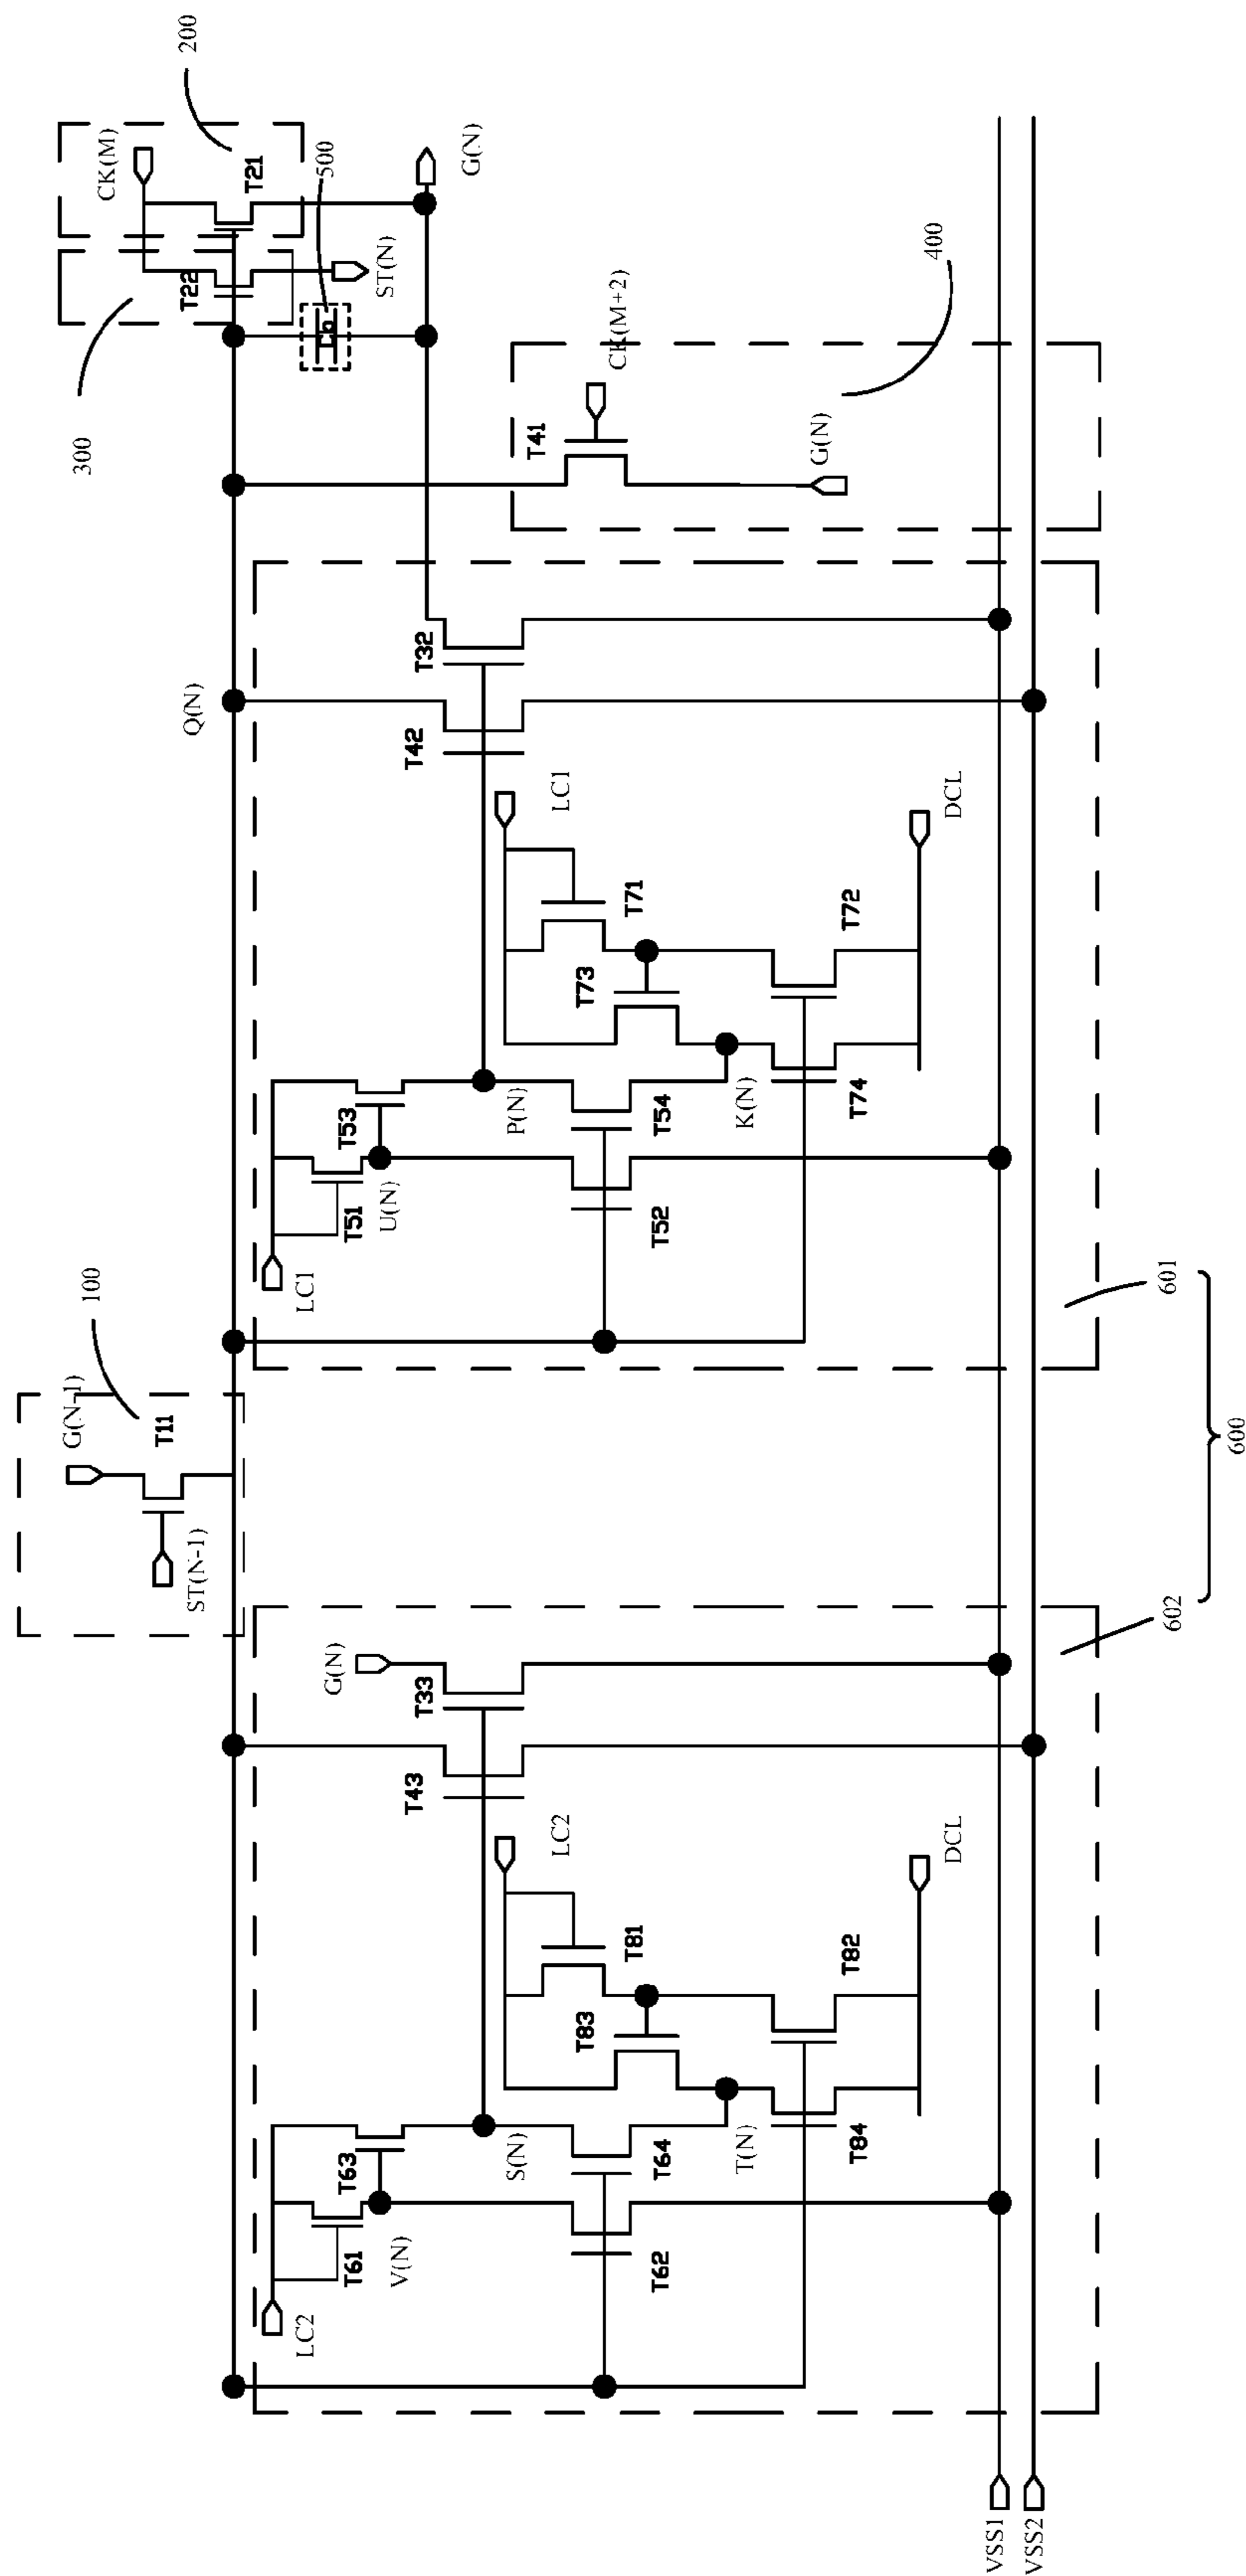 200
CK(M)
T21
500
G(N)
T22
ST(N)
Cb
300
400
CK(M+2)
T41
G(N)
Q(N)
T32
T42
LC1
DCL
T71
T72
T73
P(N)
T53
T54
K(N)
T74
T51
U(N)
T52
LC1
601
100
G(N-1)
T11
ST(N-1)
600
602
G(N)
T33
T43
LC2
DCL
T81
T82
T83
S(N)
T63
T64
T(N)
T84
T61
V(N)
T62
LC2
VSS1
VSS2